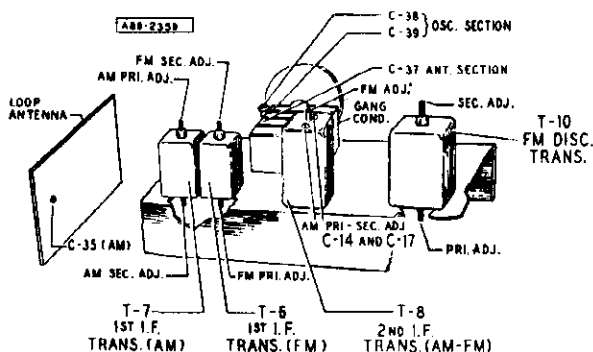 A88-2359
C-38
C-39 } OSC. SECTION
FM SEC. ADJ.
AM PRI. ADJ.
C-37 ANT. SECTION
FM ADJ.
GANG
COND.
SEC. ADJ.
LOOP
ANTENNA
T-10
FM DISC.
TRANS.
C-35 (AM)
AM PRI-SEC. ADJ.
C-14 AND C-17
PRI. ADJ.
AM SEC. ADJ.
FM PRI. ADJ.
T-7
1ST I.F.
TRANS. (AM)
T-6
1ST I.F.
TRANS. (FM)
T-8
2ND I.F.
TRANS. (AM-FM)